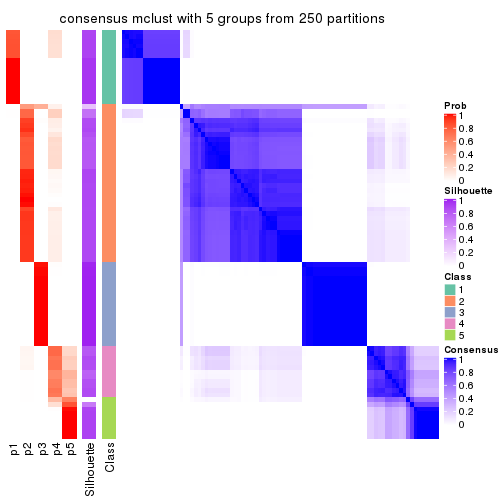 consensus mclust with 5 groups from 250 partitions
Prob
1
0.8
0.6
0.4
0.2
0
Silhouette
1
0.8
0.6
0.4
0.2
0
Class
1
2
3
4
5
Consensus
1
0.8
0.6
0.4
0.2
0
p1
p2
p3
p4
p5
Silhouette
Class